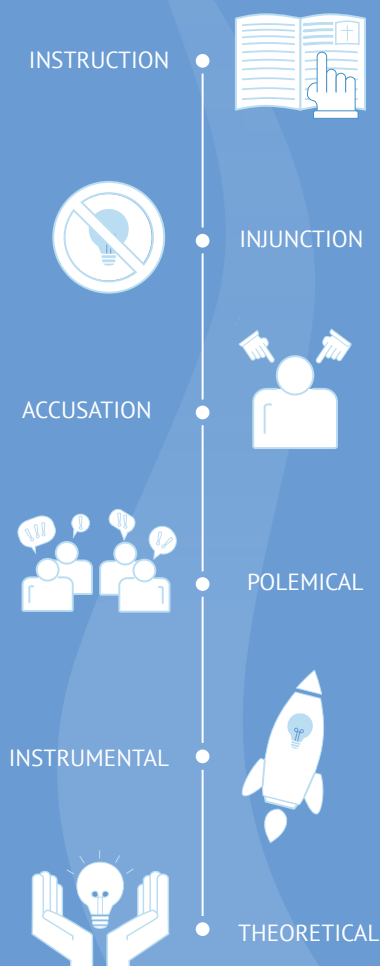 INSTRUCTION
INJUNCTION
ACCUSATION
!!!
!
!!
!!
POLEMICAL
INSTRUMENTAL
THEORETICAL